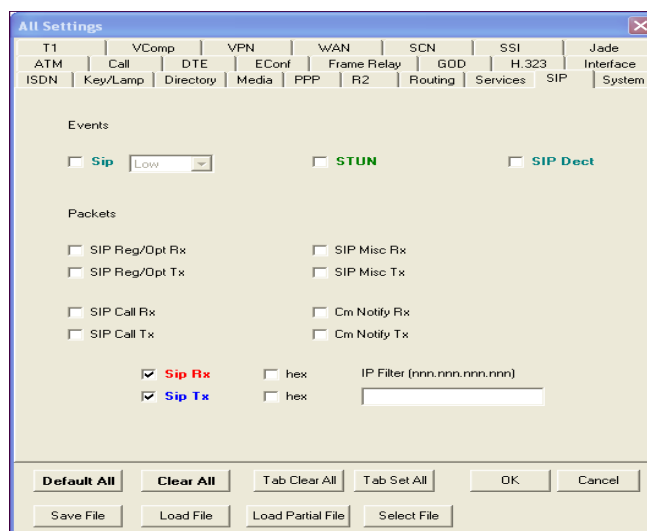 All Settings
T1 VComp VPN WAN SCN SSI Jade
ATM Call DTE EConf Frame Relay GOD H.323 Interface
ISDN Key/Lamp Directory Media PPP R2 Routing Services SIP System
Events
Sip Low STUN SIP Dect
Packets
SIP Reg/Opt Rx SIP Misc Rx
SIP Reg/Opt Tx SIP Misc Tx
SIP Call Rx Cm Notify Rx
SIP Call Tx Cm Notify Tx
Sip Rx hex IP Filter (nnn.nnn.nnn.nnn)
Sip Tx hex
Default All Clear All Tab Clear All Tab Set All OK Cancel
Save File Load File Load Partial File Select File